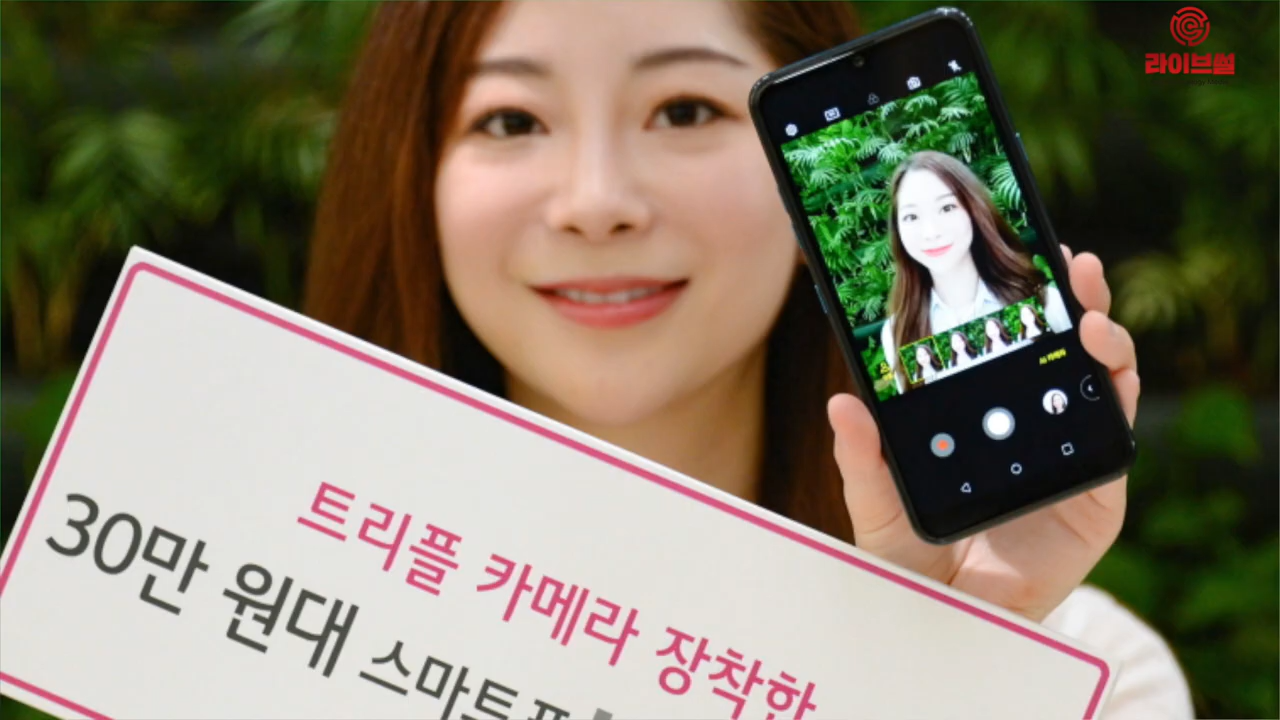 라이브썰
트리플 카메라 장착한
30만 원대 스마트폰